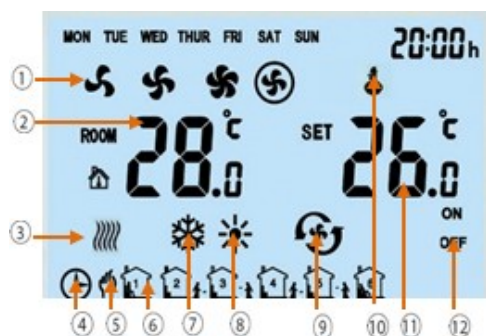 MON TUE WED THUR FRI SAT SUN 20:00h
①
② ROOM 28.0 °C SET 26.0 °C
③ ON
OFF
1 2 3 4 5 6
④ ⑤ ⑥ ⑦ ⑧ ⑨ ⑩ ⑪ ⑫